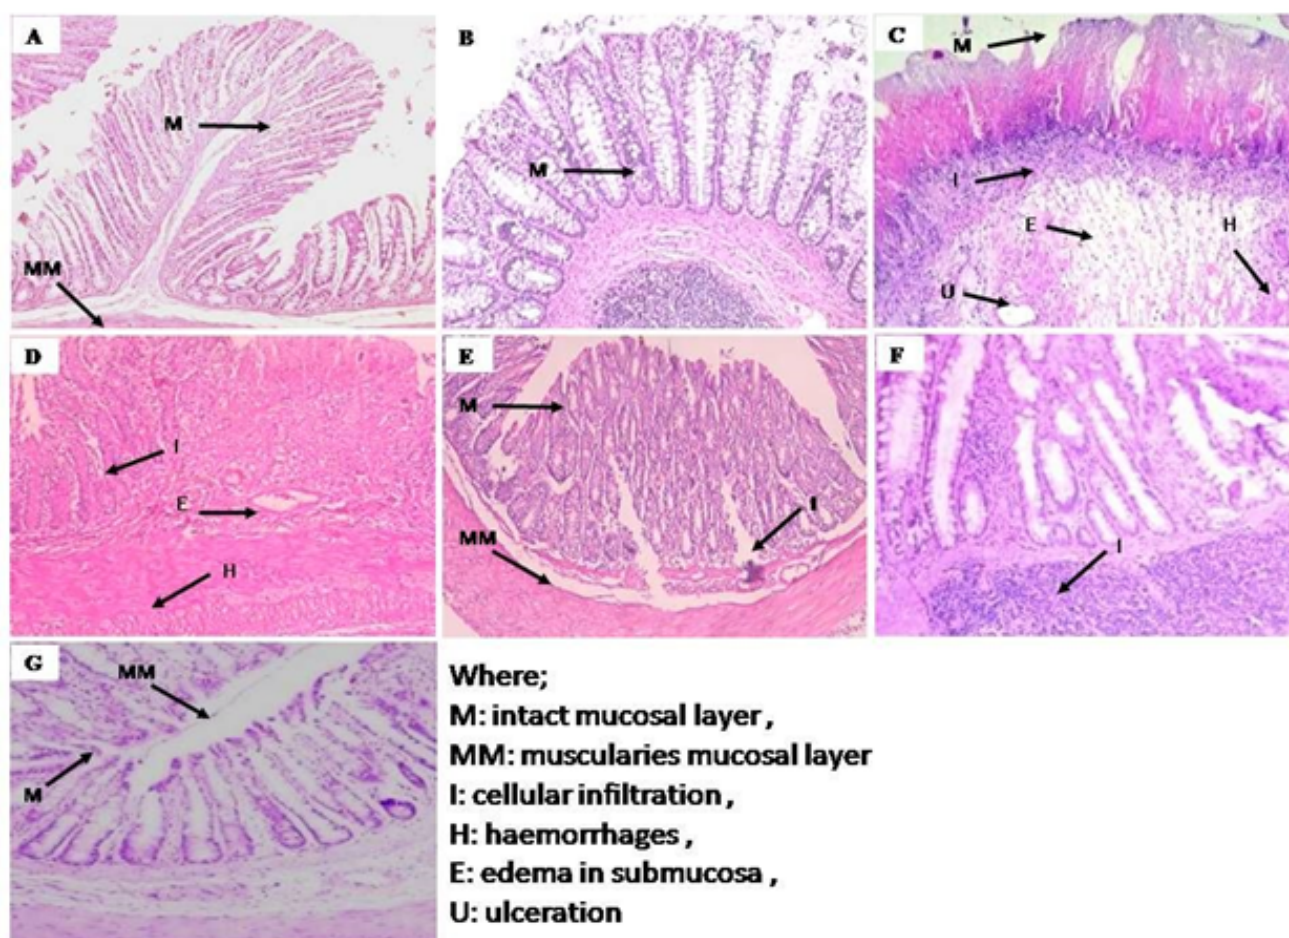 A
M
MM
B
M
C
M
I
E
H
U
D
I
E
H
E
M
I
MM
F
I
G
MM
M
Where;
M: intact mucosal layer ,
MM: muscularies mucosal layer
I: cellular infiltration ,
H: haemorrhages ,
E: edema in submucosa ,
U: ulceration